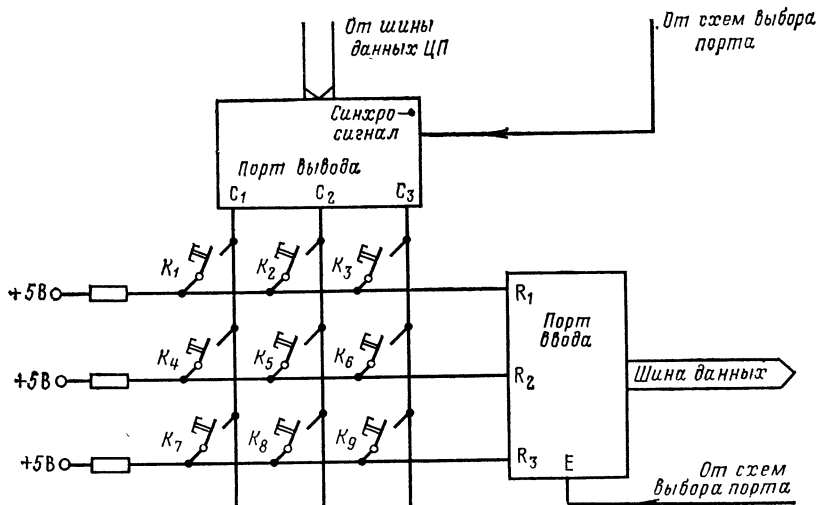 От шины
данных ЦП
От схем выбора
порта
Синхро-
сигнал
Порт вывода
C1 C2 C3
K1 K2 K3
+5В
R1
Порт
ввода
K4 K5 K6
+5В
R2
Шина данных
K7 K8 K9
+5В
R3 E
От схем
выбора порта